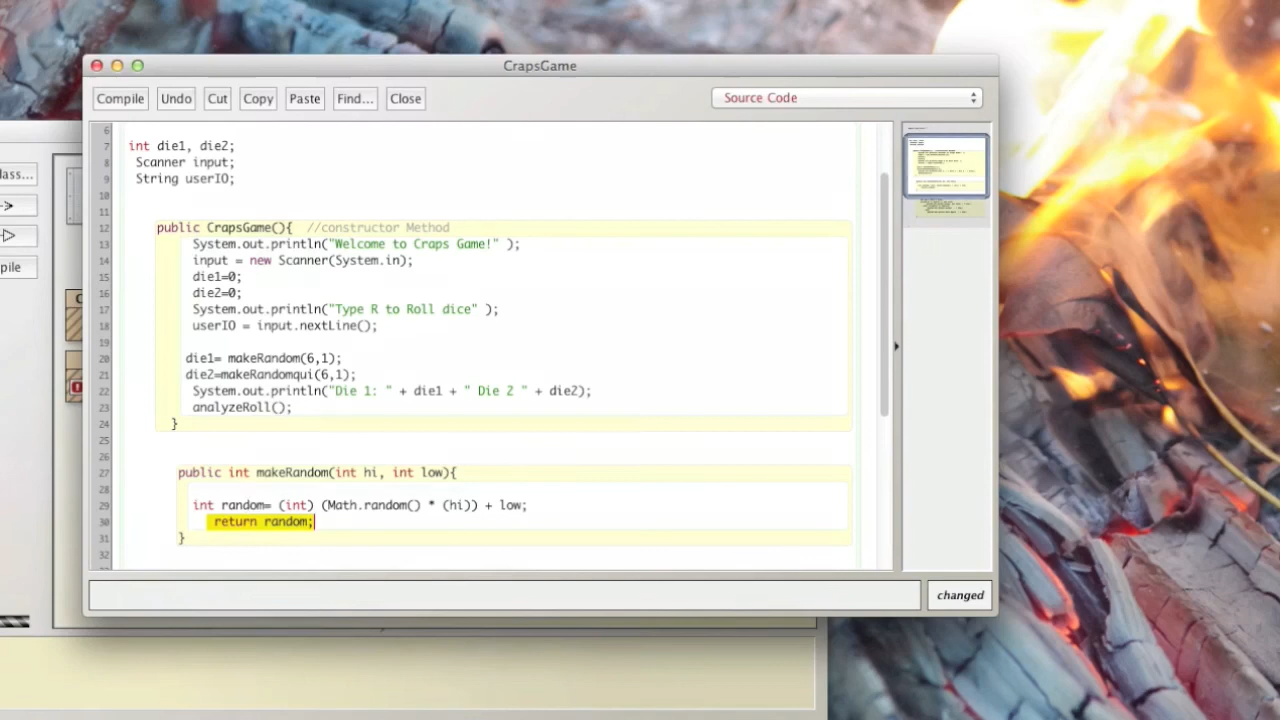 CrapsGame
Compile Undo Cut Copy Paste Find... Close Source Code
6
7 int die1, die2;
8 Scanner input;
9 String userIO;
10
11
12 public CrapsGame(){ //constructor Method
13 System.out.println("Welcome to Craps Game!" );
14 input = new Scanner(System.in);
15 die1=0;
16 die2=0;
17 System.out.println("Type R to Roll dice" );
18 userIO = input.nextLine();
19
20 die1= makeRandom(6,1);
21 die2=makeRandomqui(6,1);
22 System.out.println("Die 1: " + die1 + " Die 2 " + die2);
23 analyzeRoll();
24 }
25
26
27 public int makeRandom(int hi, int low){
28
29 int random= (int) (Math.random() * (hi)) + low;
30 return random;
31 }
32
changed
lass...
pile
C